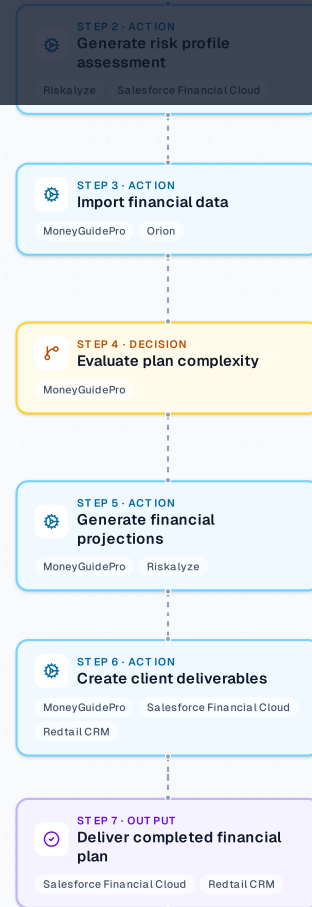 STEP 2 · ACTION
Generate risk profile
assessment
Riskalyze Salesforce Financial Cloud
STEP 3 · ACTION
Import financial data
MoneyGuidePro Orion
STEP 4 · DECISION
Evaluate plan complexity
MoneyGuidePro
STEP 5 · ACTION
Generate financial
projections
MoneyGuidePro Riskalyze
STEP 6 · ACTION
Create client deliverables
MoneyGuidePro Salesforce Financial Cloud
Redtail CRM
STEP 7 · OUTPUT
Deliver completed financial
plan
Salesforce Financial Cloud Redtail CRM